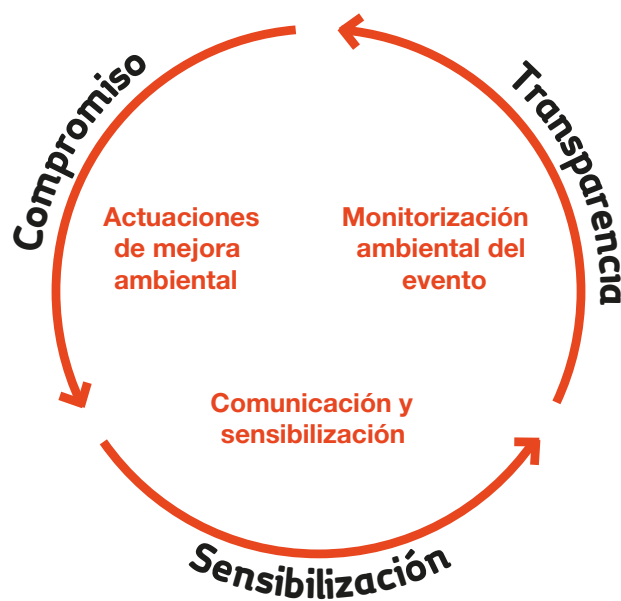 Compromiso
Transparencia
Actuaciones
de mejora
ambiental
Monitorización
ambiental del
evento
Comunicación y
sensibilización
Sensibilización